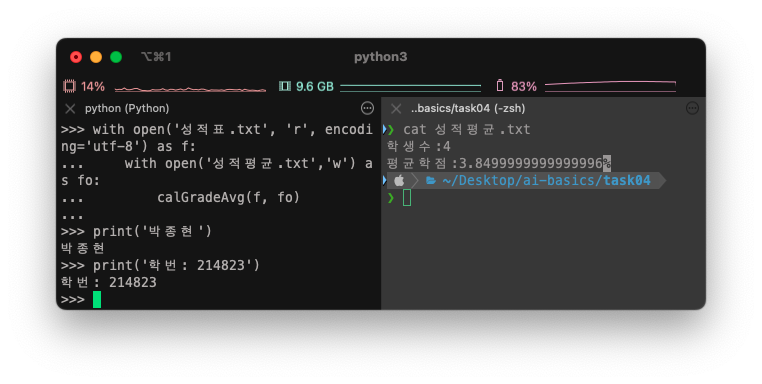 ⌥⌘1 python3
14% 9.6 GB 83%
python (Python)
>>> with open('성적표.txt', 'r', encodi
ng='utf-8') as f:
...     with open('성적평균.txt','w') a
s fo:
...         calGradeAvg(f, fo)
...
>>> print('박종현')
박종현
>>> print('학번: 214823')
학번: 214823
>>>
..basics/task04 (-zsh)
❯ cat 성적평균.txt
학생수:4
평균학점:3.8499999999999996%
~/Desktop/ai-basics/task04
❯